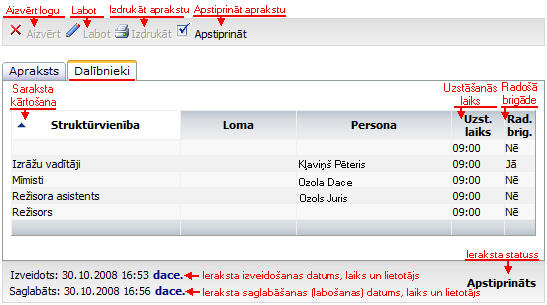 Aizvērt logu Labot Izdrukāt aprakstu Apstiprināt aprakstu
Aizvērt Labot Izdrukāt Apstiprināt
Apraksts Dalībnieki
Saraksta kārtošana
Uzstāšanās laiks
Radošā brigāde
Struktūrvienība Loma Persona Uzst. laiks Rad. brig.
09:00 Nē
Izrāžu vadītāji Kļaviņš Pēteris 09:00 Jā
Mīmisti Ozola Dace 09:00 Nē
Režisora asistents Ozols Juris 09:00 Nē
Režisors 09:00 Nē
Ieraksta statuss
Izveidots: 30.10.2008 16:53 dace. Ieraksta izveidošanas datums, laiks un lietotājs
Apstiprināts
Saglabāts: 30.10.2008 16:56 dace. Ieraksta saglabāšanas (labošanas) datums, laiks un lietotājs